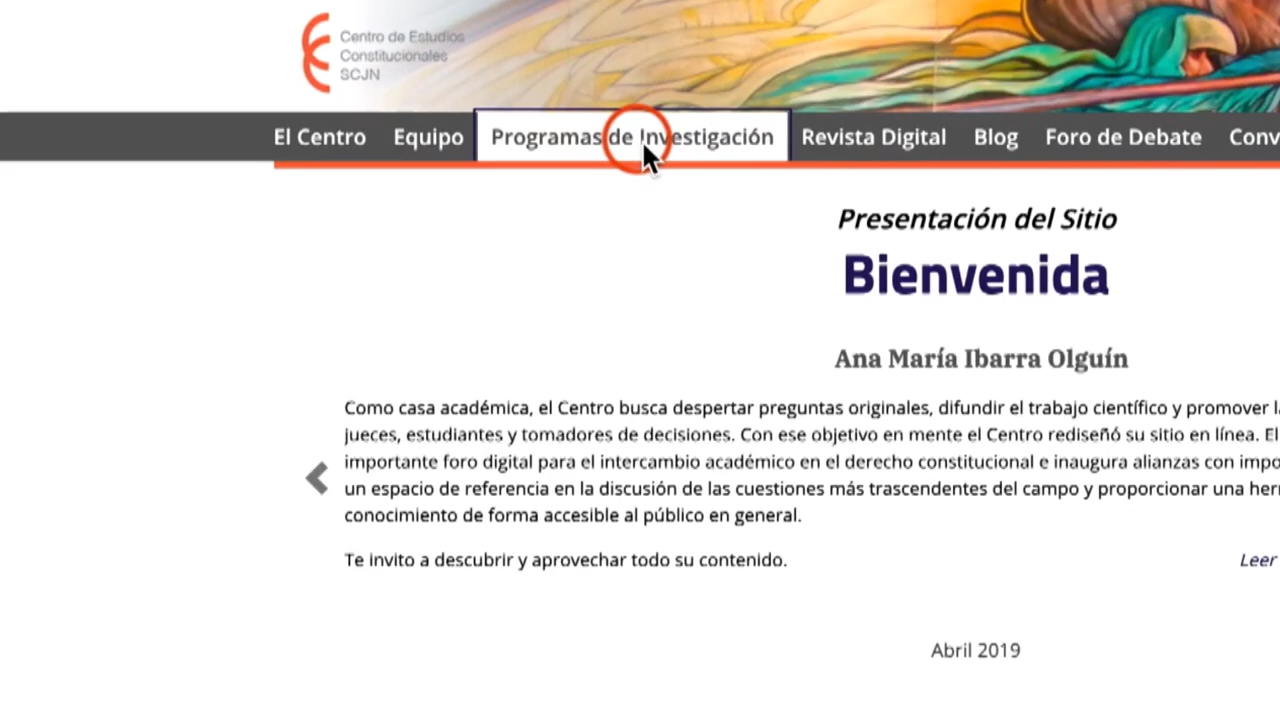 Centro de Estudios
Constitucionales
SCJN
El Centro Equipo Programas de Investigación Revista Digital Blog Foro de Debate
Presentación del Sitio
Bienvenida
Ana María Ibarra Olguín
Como casa académica, el Centro busca despertar preguntas originales, difundir el trabajo científico y promover
jueces, estudiantes y tomadores de decisiones. Con ese objetivo en mente el Centro rediseñó su sitio en línea. El
importante foro digital para el intercambio académico en el derecho constitucional e inaugura alianzas con
un espacio de referencia en la discusión de las cuestiones más trascendentes del campo y proporcionar una
conocimiento de forma accesible al público en general.
Te invito a descubrir y aprovechar todo su contenido.
Leer
Abril 2019